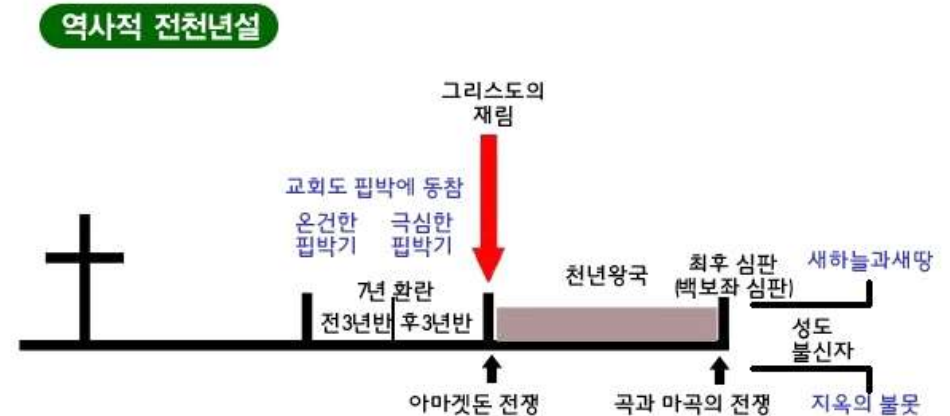 역사적 전천년설
그리스도의
재림
교회도 핍박에 동참
온건한
핍박기
극심한
핍박기
7년 환란
전3년반
후3년반
천년왕국
최후 심판
(백보좌 심판)
새하늘과새땅
성도
불신자
아마겟돈 전쟁
곡과 마곡의 전쟁
지옥의 불못